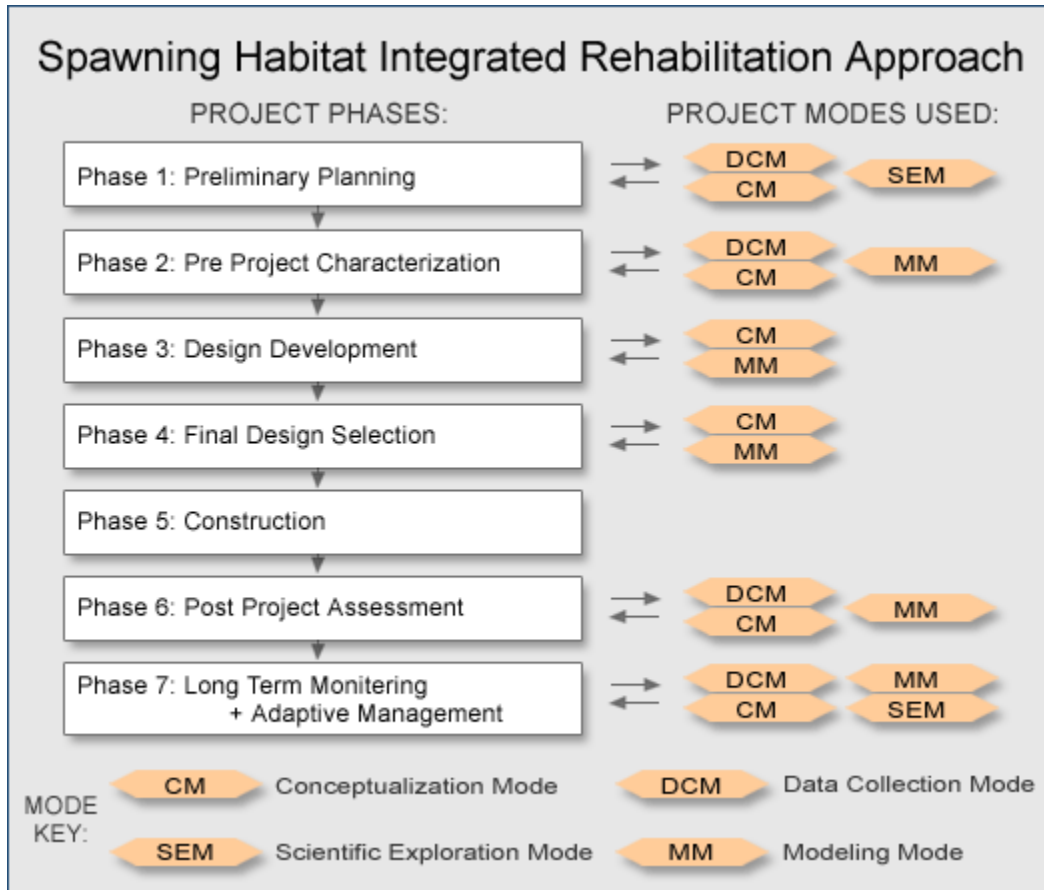 Spawning Habitat Integrated Rehabilitation Approach
PROJECT PHASES:
PROJECT MODES USED:
Phase 1: Preliminary Planning
DCM
CM
SEM
Phase 2: Pre Project Characterization
DCM
CM
MM
Phase 3: Design Development
CM
MM
Phase 4: Final Design Selection
CM
MM
Phase 5: Construction
Phase 6: Post Project Assessment
DCM
CM
MM
Phase 7: Long Term Monitering
+ Adaptive Management
DCM
MM
CM
SEM
MODE
KEY:
CM
Conceptualization Mode
DCM
Data Collection Mode
SEM
Scientific Exploration Mode
MM
Modeling Mode